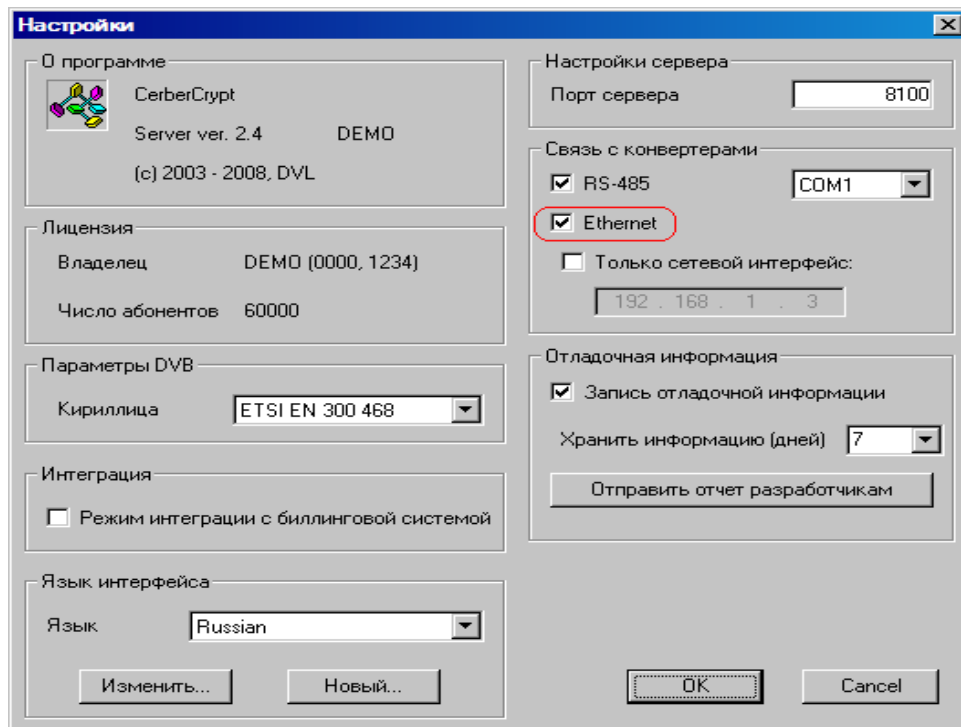 Настройки
О программе
CerberCrypt
Server ver. 2.4 DEMO
(c) 2003 - 2008, DVL
Лицензия
Владелец DEMO (0000, 1234)
Число абонентов 60000
Параметры DVB
Кириллица ETSI EN 300 468
Интеграция
Режим интеграции с биллинговой системой
Язык интерфейса
Язык Russian
Изменить... Новый...
Настройки сервера
Порт сервера 8100
Связь с конвертерами
RS-485 COM1
Ethernet
Только сетевой интерфейс:
192 . 168 . 1 . 3
Отладочная информация
Запись отладочной информации
Хранить информацию (дней) 7
Отправить отчет разработчикам
OK Cancel